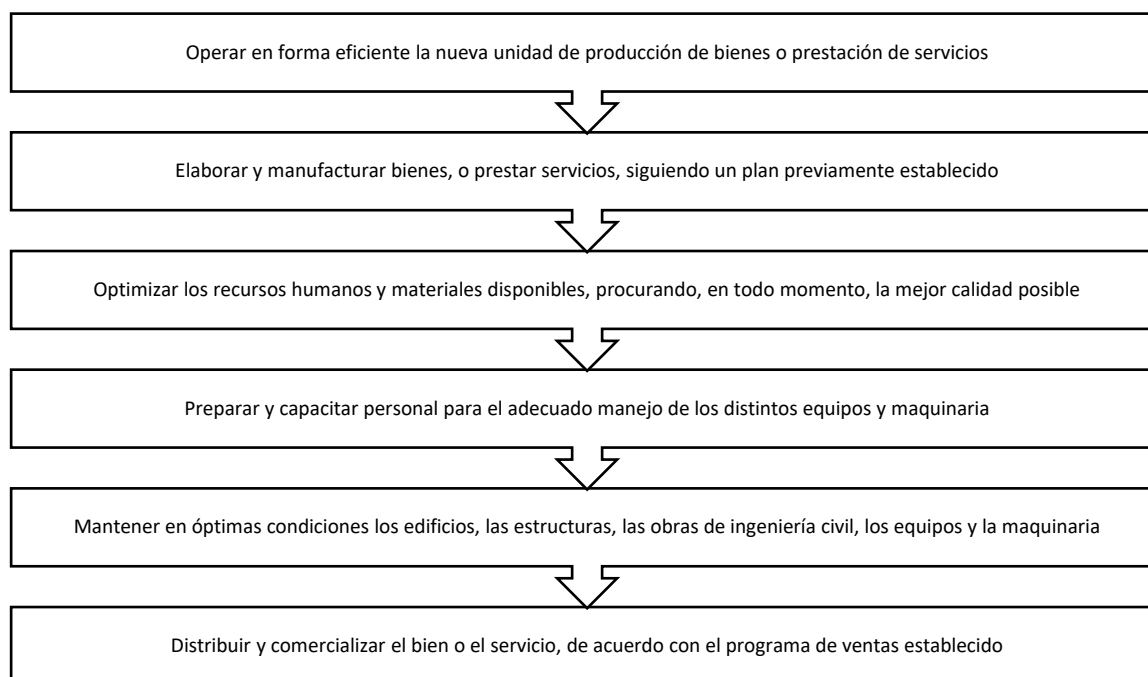 Operar en forma eficiente la nueva unidad de producción de bienes o prestación de servicios
Elaborar y manufacturar bienes, o prestar servicios, siguiendo un plan previamente establecido
Optimizar los recursos humanos y materiales disponibles, procurando, en todo momento, la mejor calidad posible
Preparar y capacitar personal para el adecuado manejo de los distintos equipos y maquinaria
Mantener en óptimas condiciones los edificios, las estructuras, las obras de ingeniería civil, los equipos y la maquinaria
Distribuir y comercializar el bien o el servicio, de acuerdo con el programa de ventas establecido